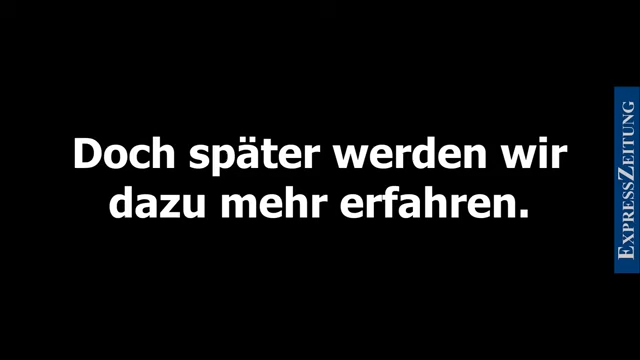 Doch später werden wir
dazu mehr erfahren.
EXPRESSZEITUNG